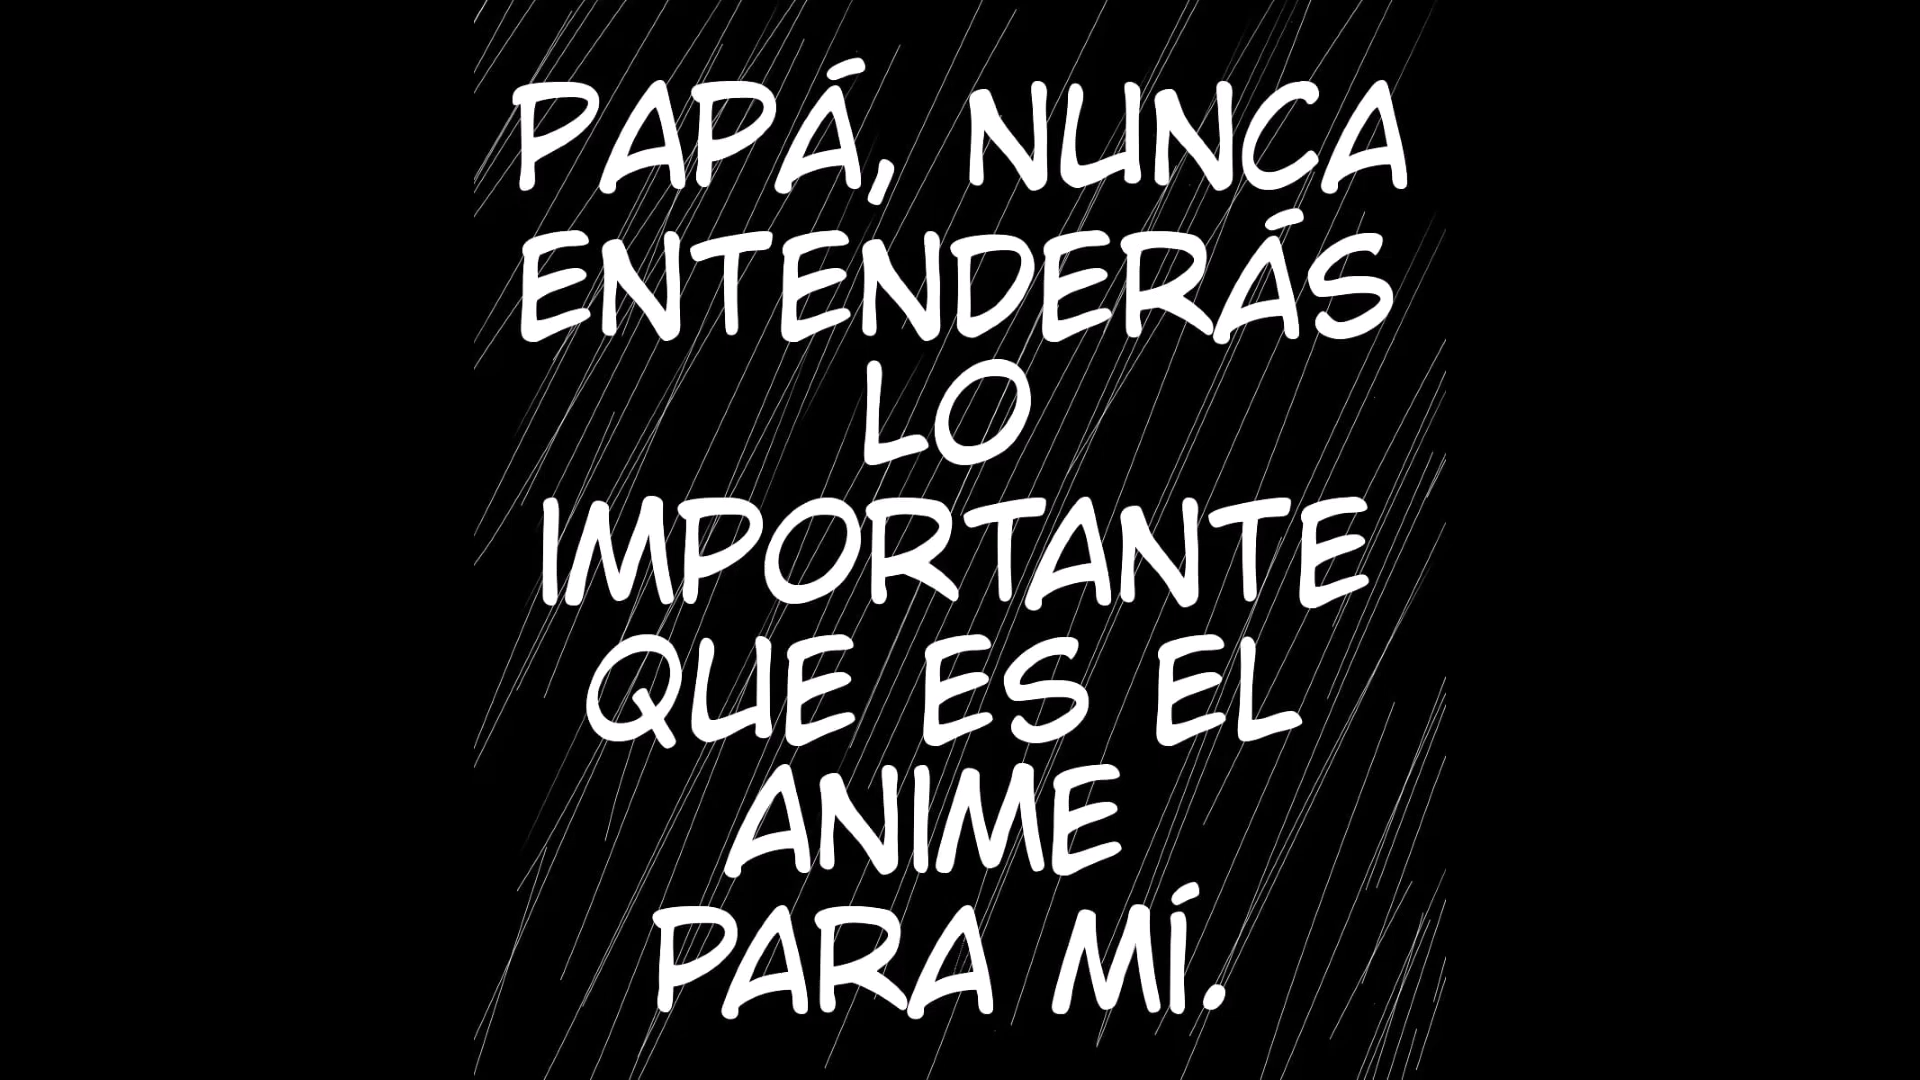 PAPÁ, NUNCA
ENTENDERÁS
LO
IMPORTANTE
QUE ES EL
ANIME
PARA MÍ.